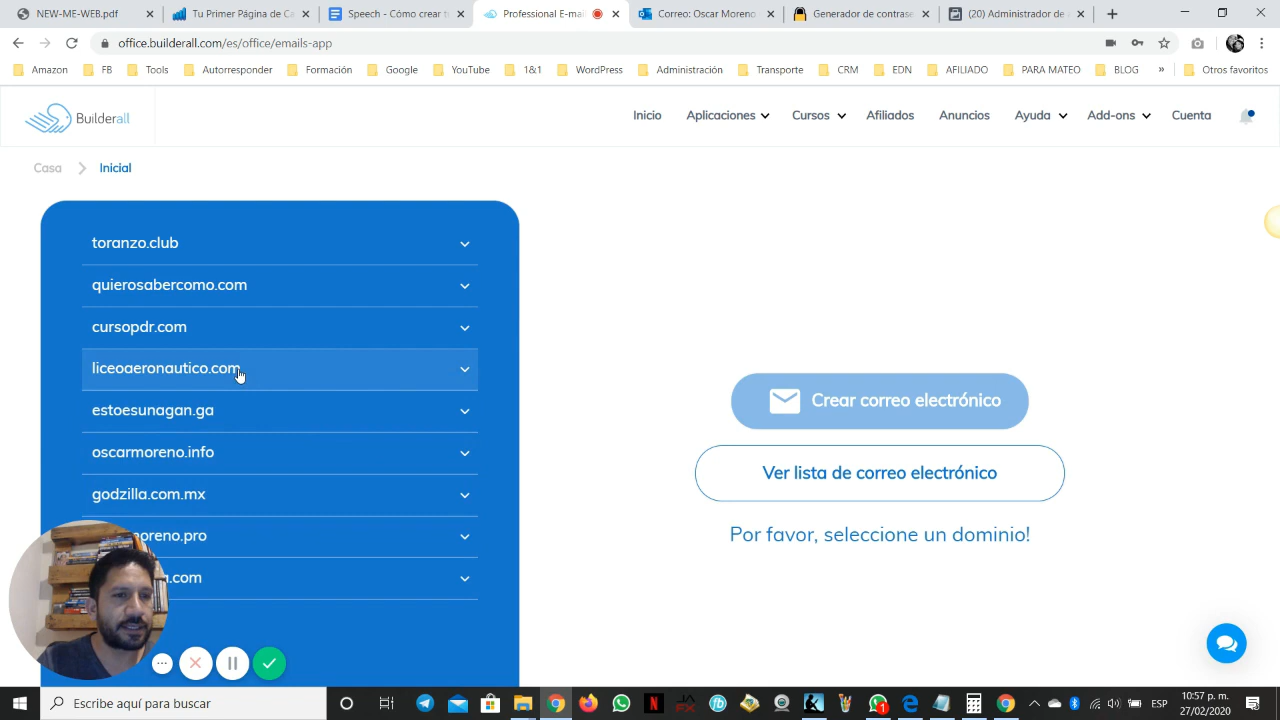 NEW-ME-WEB.pdf
Tu Primer Página de Ca
Speech - Cómo crear t
Professional E-ma
Correo: Oscar Moreno
Generador de contrase
(20) Administrador de
office.builderall.com/es/office/emails-app
Amazon
FB
Tools
Autorresponder
Formación
Google
YouTube
1&1
WordPress
Administración
Transporte
CRM
EDN
AFILIADO
PARA MATEO
BLOG
»
Otros favoritos
Builderall
Inicio
Aplicaciones
Cursos
Afiliados
Anuncios
Ayuda
Add-ons
Cuenta
Casa
Inicial
toranzo.club
quierosabercomo.com
cursopdr.com
liceoaeronautico.com
estoesunagan.ga
oscarmoreno.info
godzilla.com.mx
oreno.pro
.com
Crear correo electrónico
Ver lista de correo electrónico
Por favor, seleccione un dominio!
Escribe aquí para buscar
1
ESP
10:57 p. m.
27/02/2020